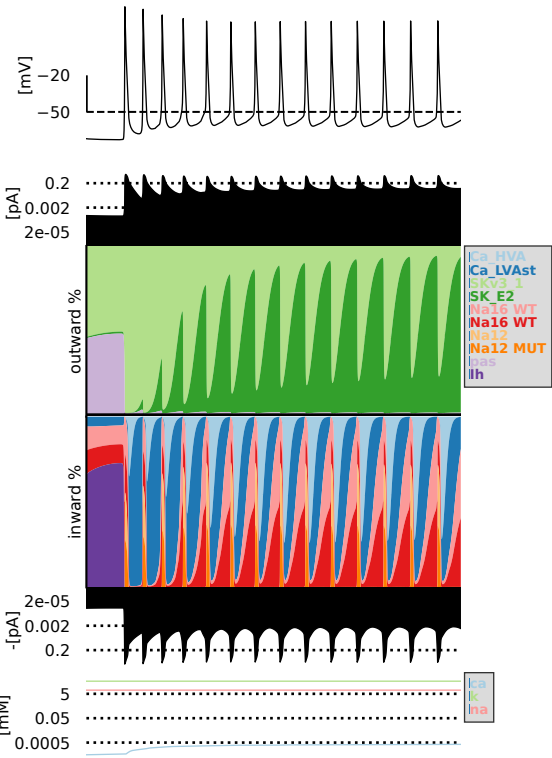 [mV]
−20
−50
[pA]
0.2
0.002
2e-05
outward %
Ca_HVA
Ca_LVAst
SKv3_1
SK_E2
Na16 WT
Na16 WT
Na12
Na12 MUT
pas
Ih
inward %
-[pA]
2e-05
0.002
0.2
[mM]
5
0.05
0.0005
ca
k
na